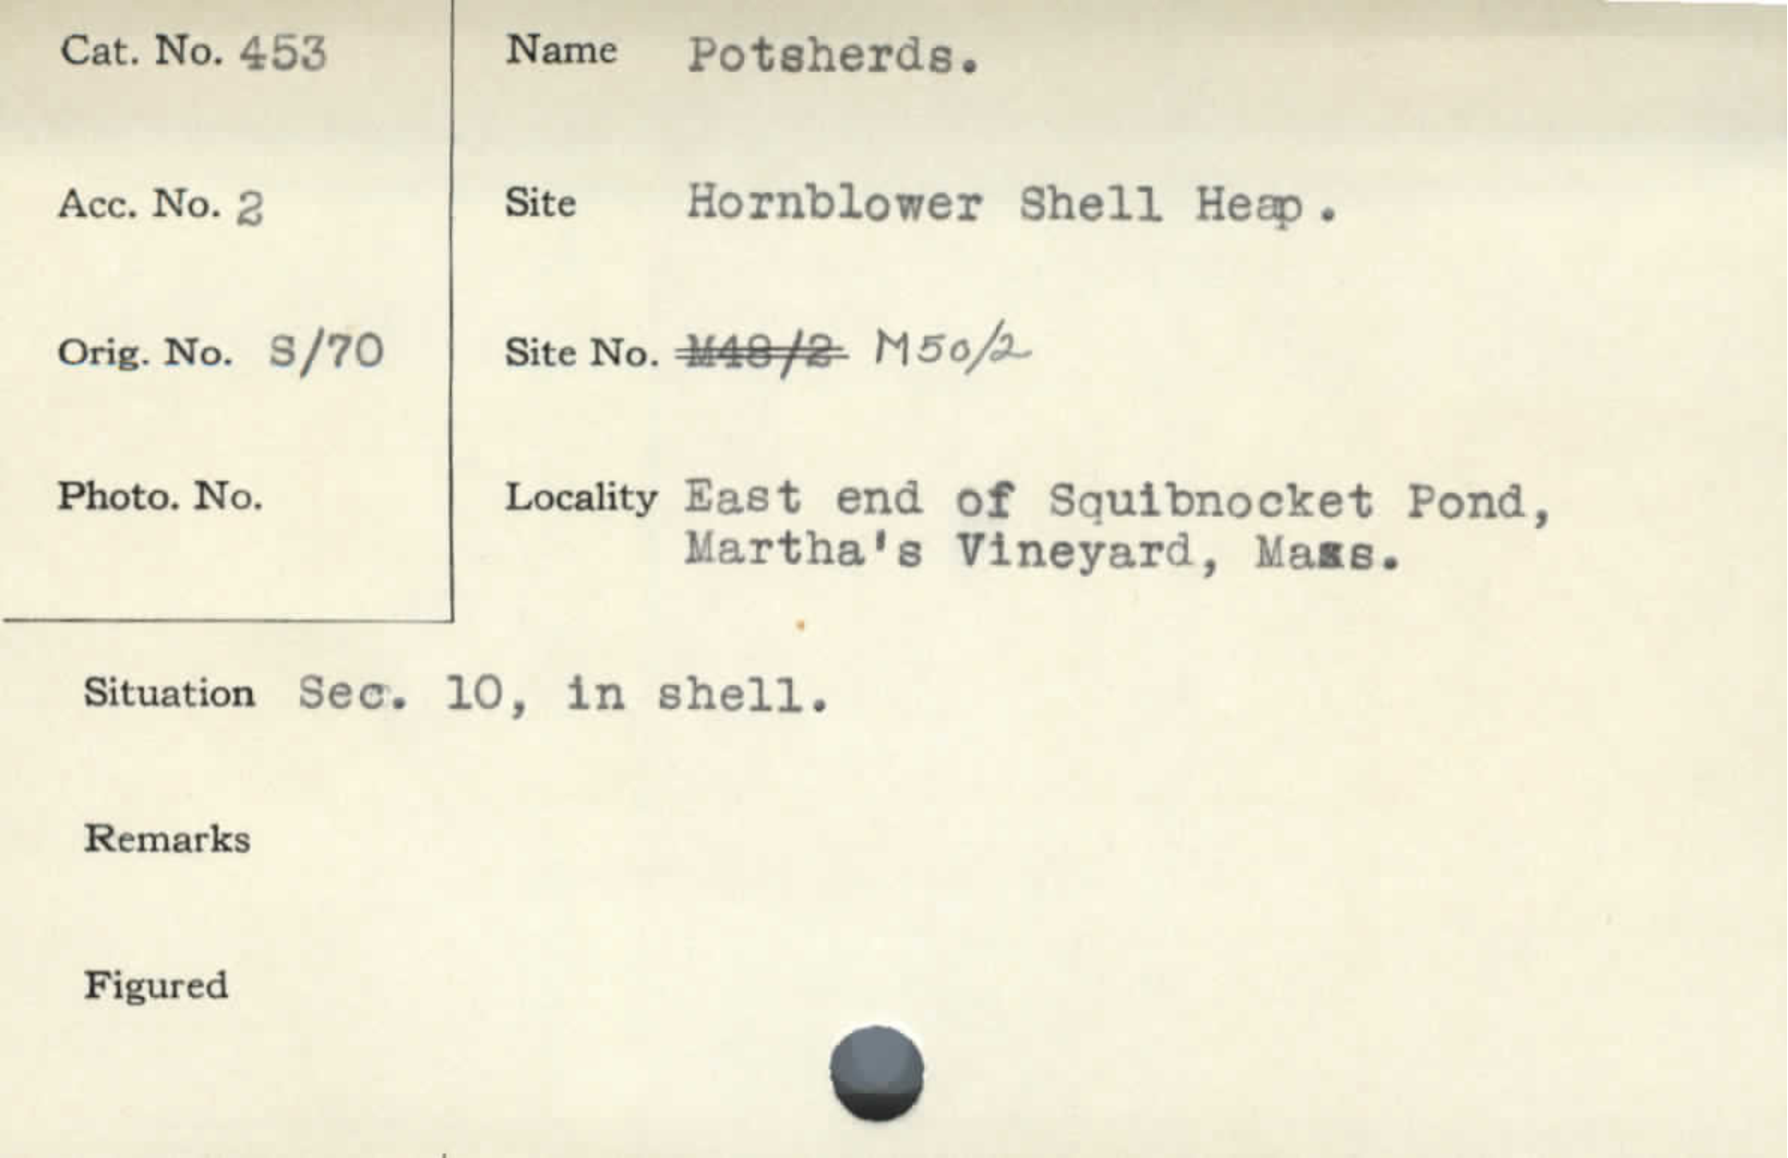 Cat. No. 453
Name Potsherds.
Acc. No. 2
Site Hornblower Shell Heap.
Orig. No. S/70
Site No. M48/2 M50/2
Photo. No.
Locality East end of Squibnocket Pond,
Martha's Vineyard, Mass.
Situation Sec. 10, in shell.
Remarks
Figured